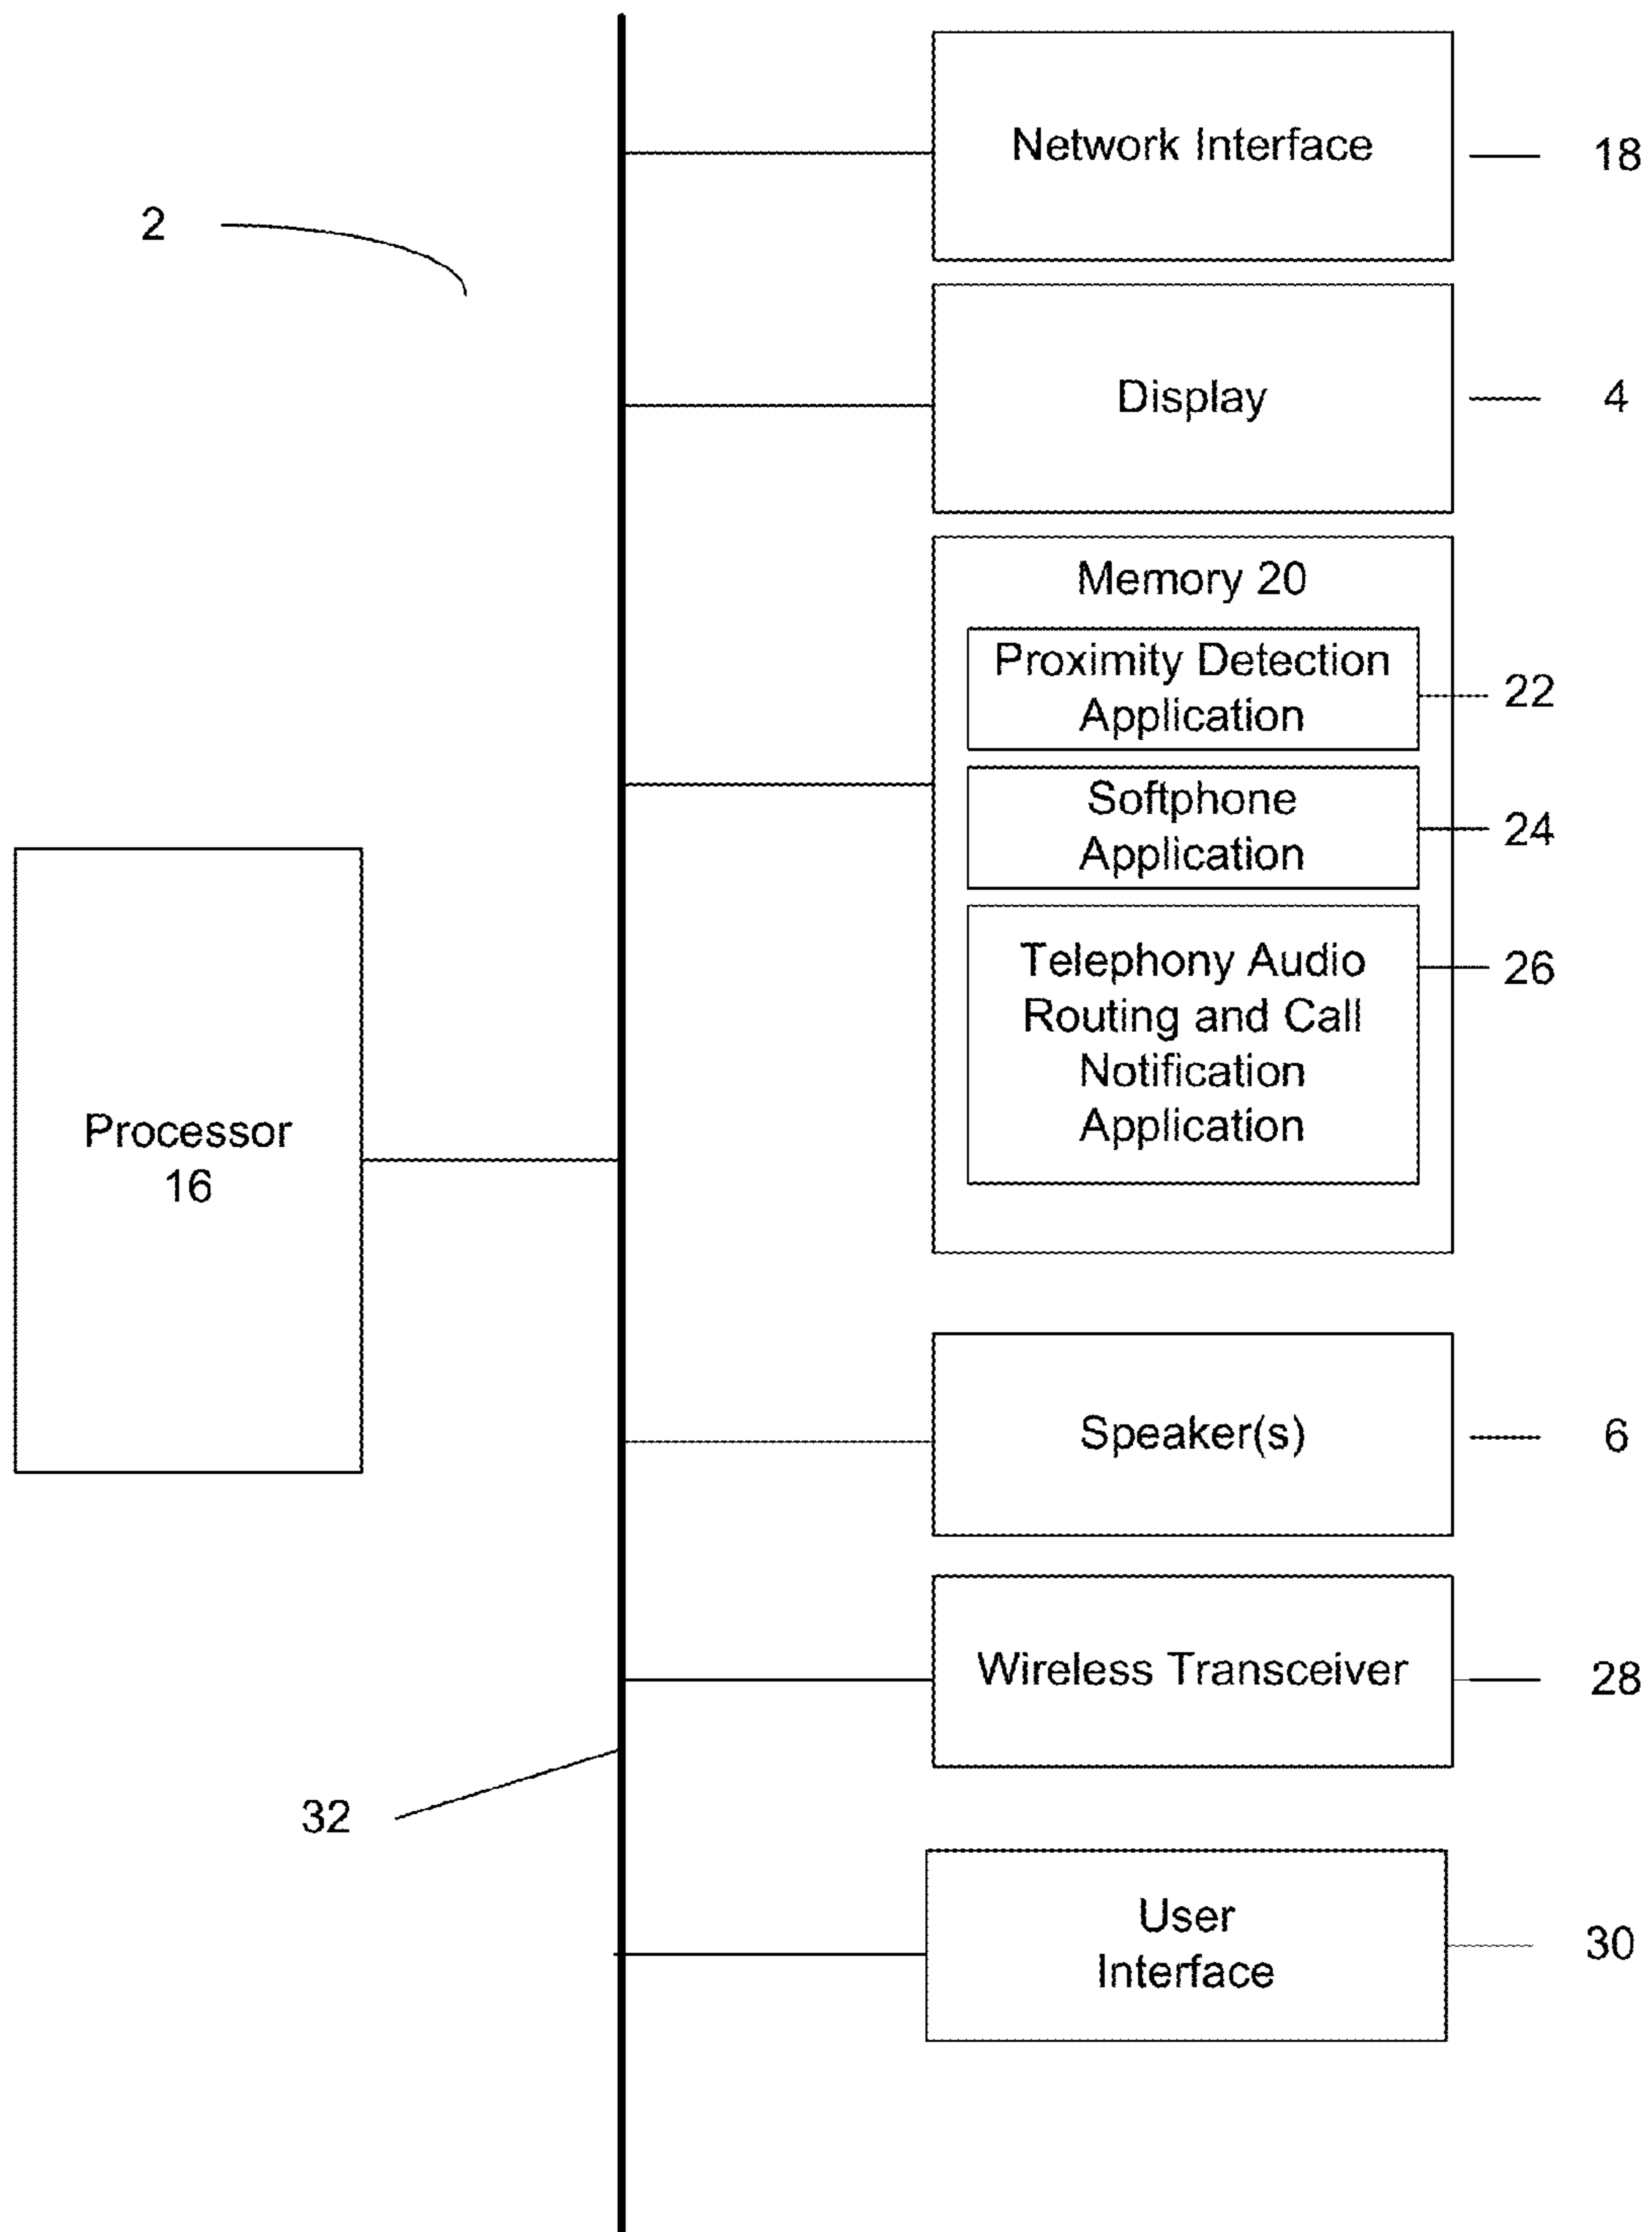 Network Interface
18
2
Display
4
Memory 20
Proximity Detection
Application
22
Softphone
Application
24
Telephony Audio
Routing and Call
Notification
Application
26
Processor
16
Speaker(s)
6
Wireless Transceiver
28
32
User
Interface
30